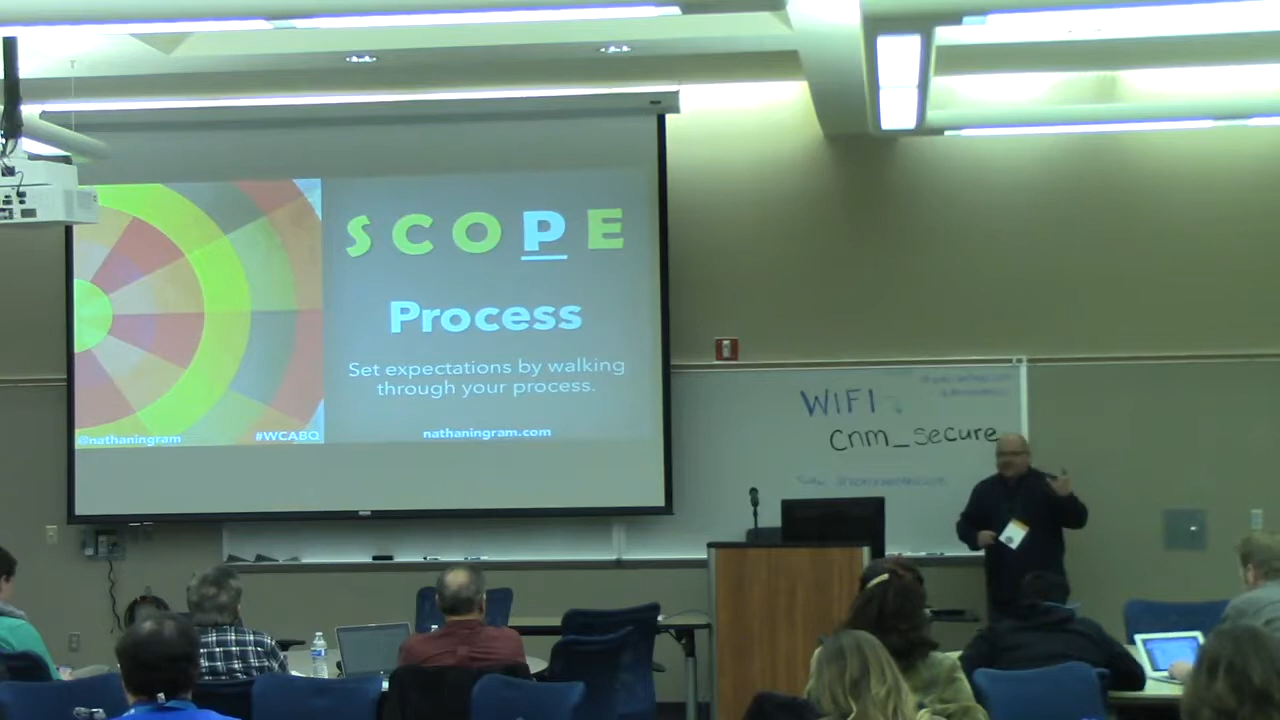 SCOPE
Process
Set expectations by walking
through your process.
@nathaningram
#WCABQ
nathaningram.com
WIFI
cnm_secure